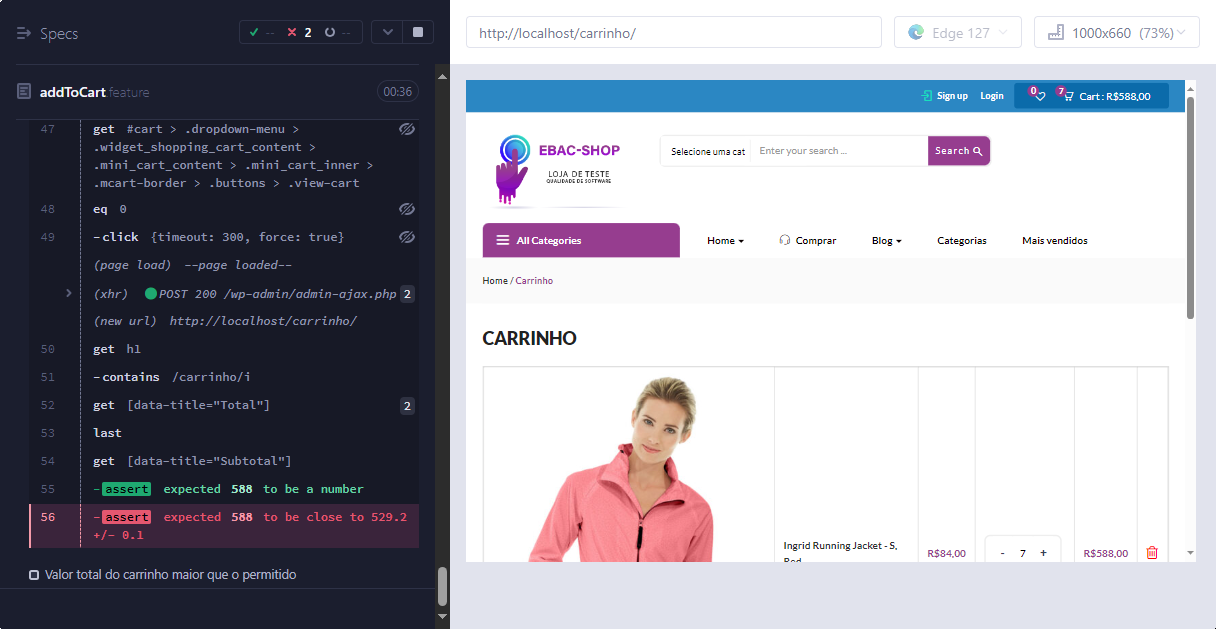 Specs
-- 2 --
addToCart.feature
00:36
47 get #cart > .dropdown-menu >
.widget_shopping_cart_content >
.mini_cart_content > .mini_cart_inner >
.mcart-border > .buttons > .view-cart
48 eq 0
49 -click {timeout: 300, force: true}
(page load) --page loaded--
(xhr) POST 200 /wp-admin/admin-ajax.php 2
(new url) http://localhost/carrinho/
50 get h1
51 -contains /carrinho/i
52 get [data-title="Total"] 2
53 last
54 get [data-title="Subtotal"]
55 -assert expected 588 to be a number
56 -assert expected 588 to be close to 529.2
+/- 0.1
Valor total do carrinho maior que o permitido
http://localhost/carrinho/
Edge 127
1000x660 (73%)
Sign up Login 0 7 Cart : R$588,00
EBAC-SHOP
LOJA DE TESTE
QUALIDADE DE SOFTWARE
Selecione uma cat Enter your search ... Search
All Categories Home Comprar Blog Categorias Mais vendidos
Home / Carrinho
CARRINHO
Ingrid Running Jacket - S,
Red
R$84,00 - 7 + R$588,00